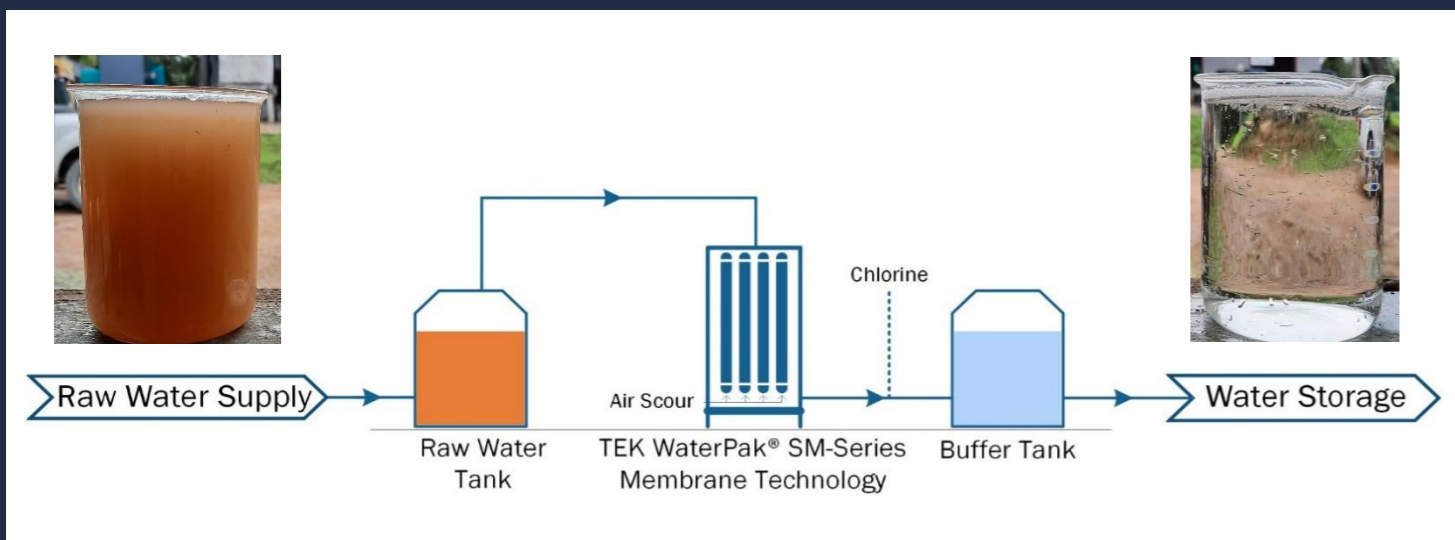 Raw Water Supply
Raw Water
Tank
Air Scour
TEK WaterPak® SM-Series
Membrane Technology
Chlorine
Buffer Tank
Water Storage